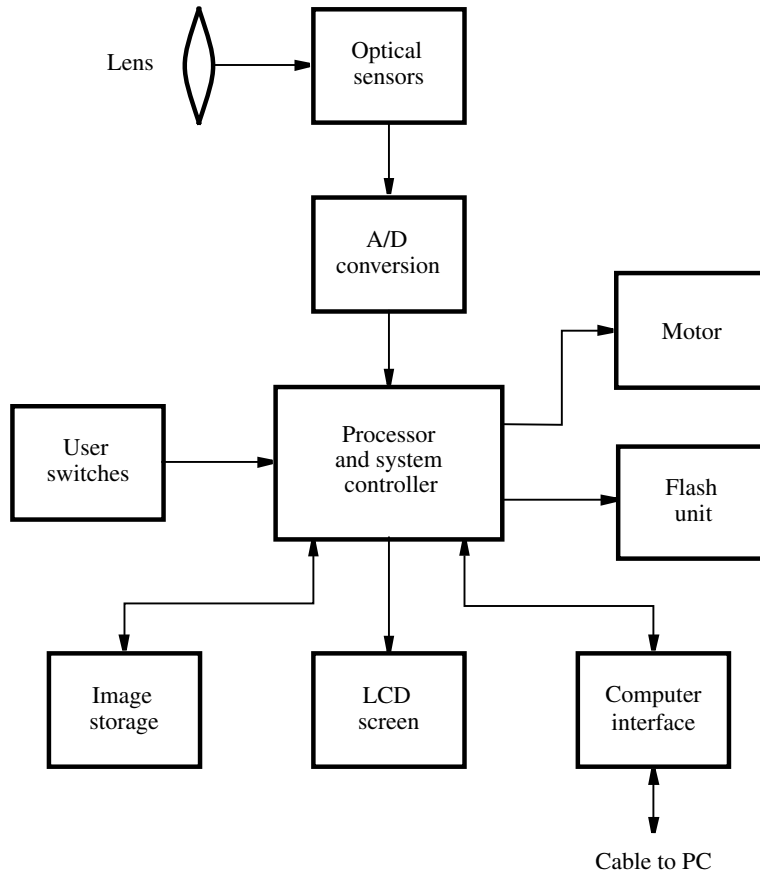 Lens
Optical
sensors
A/D
conversion
Motor
User
switches
Processor
and system
controller
Flash
unit
Image
storage
LCD
screen
Computer
interface
Cable to PC